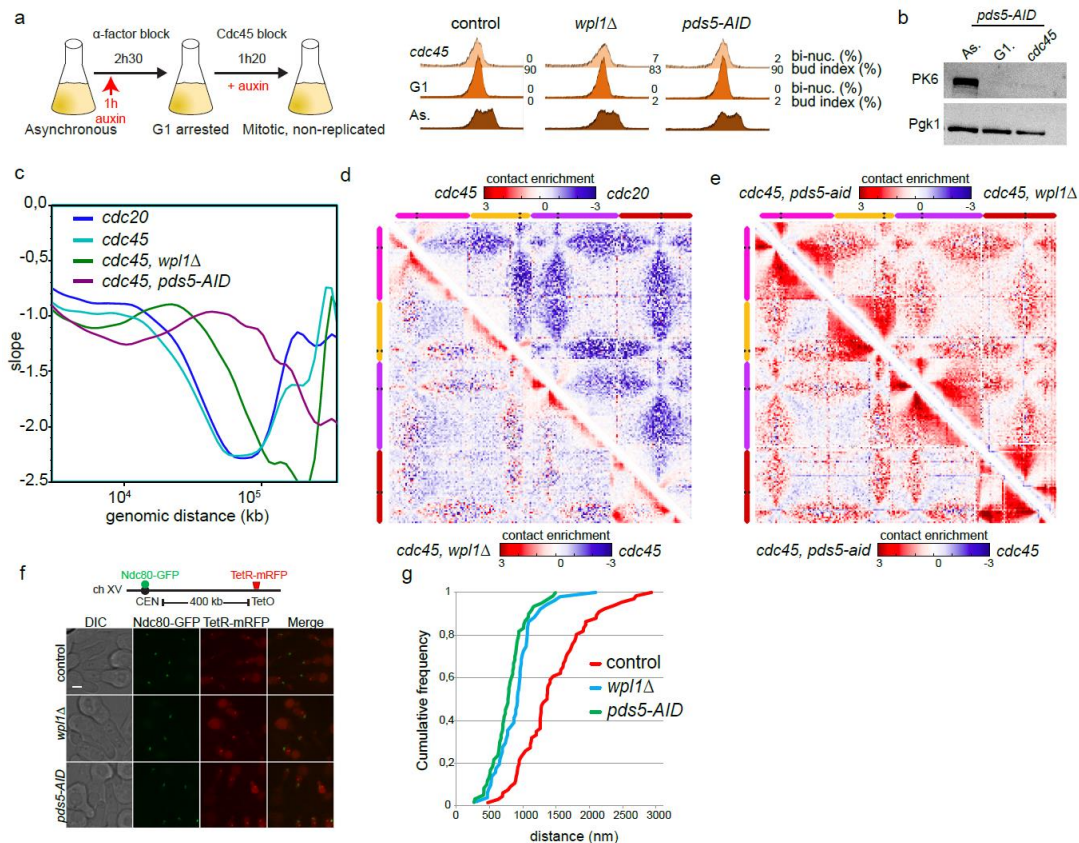 a
α-factor block
Cdc45 block
2h30
1h20
1h
auxin
+ auxin
Asynchronous
G1 arrested
Mitotic, non-replicated
control
wpl1Δ
pds5-AID
cdc45
0
90
7
83
2
90
bi-nuc. (%)
bud index (%)
G1
0
0
0
2
0
2
bi-nuc. (%)
bud index (%)
As.
b
pds5-AID
As.
G1.
cdc45
PK6
Pgk1
c
0,0
-0,5
-1.0
-1.5
-2.0
-2.5
slope
cdc20
cdc45
cdc45, wpl1Δ
cdc45, pds5-AID
10⁴
10⁵
genomic distance (kb)
d
contact enrichment
cdc45
cdc20
3
0
-3
contact enrichment
cdc45, wpl1Δ
cdc45
3
0
-3
e
contact enrichment
cdc45, pds5-aid
cdc45, wpl1Δ
3
0
-3
contact enrichment
cdc45, pds5-aid
cdc45
3
0
-3
f
Ndc80-GFP
TetR-mRFP
ch XV
CEN
400 kb
TetO
DIC
Ndc80-GFP
TetR-mRFP
Merge
control
wpl1Δ
pds5-AID
g
1
0,8
0,6
0,4
0,2
0
Cumulative frequency
control
wpl1Δ
pds5-AID
0
500
1000
1500
2000
2500
3000
distance (nm)